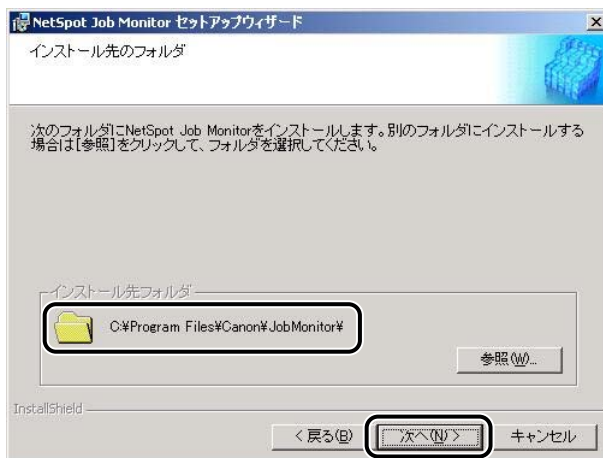 NetSpot Job Monitor セットアップウィザード
インストール先のフォルダ
次のフォルダにNetSpot Job Monitorをインストールします。別のフォルダにインストールする
場合は[参照]をクリックして、フォルダを選択してください。
インストール先フォルダ
C:¥Program Files¥Canon¥JobMonitor¥
参照(W)...
InstallShield
< 戻る(B)
次へ(N) >
キャンセル